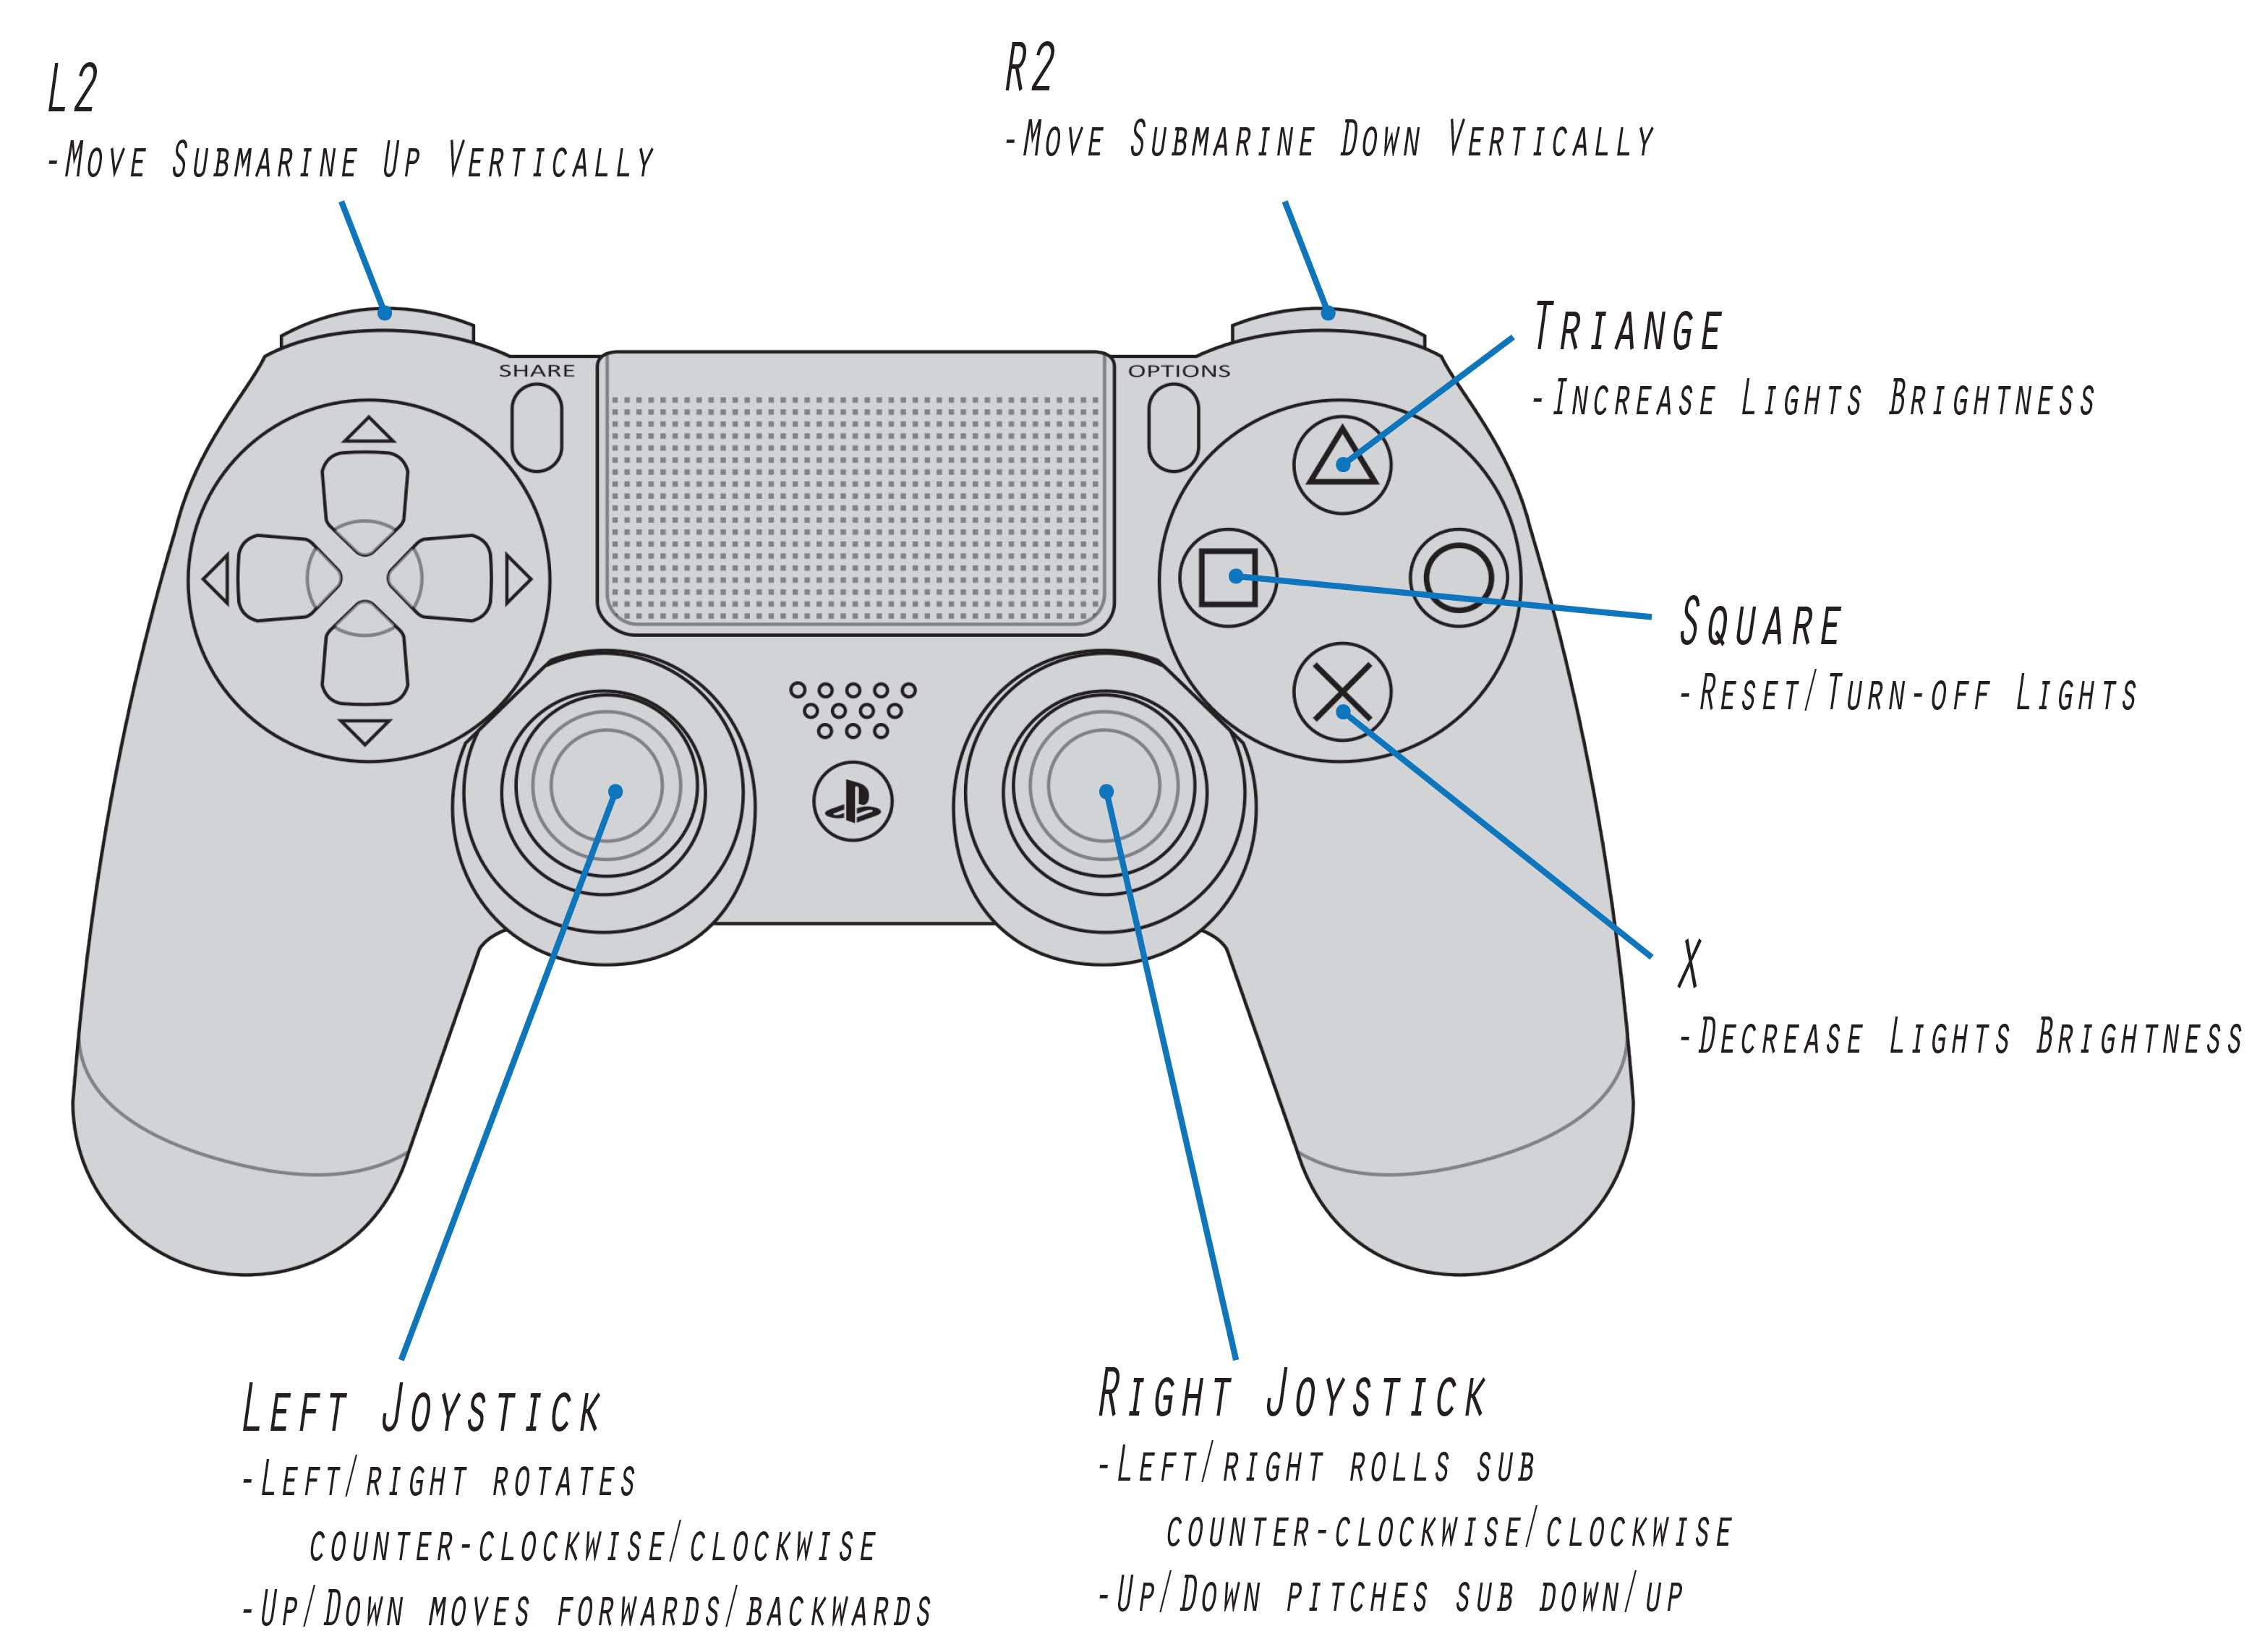 L2
-Move Submarine Up Vertically
R2
-Move Submarine Down Vertically
Triange
-Increase Lights Brightness
SHARE
OPTIONS
Square
-Reset/Turn-off Lights
X
-Decrease Lights Brightness
Left Joystick
-Left/right rotates
counter-clockwise/clockwise
-Up/Down moves forwards/backwards
Right Joystick
-Left/right rolls sub
counter-clockwise/clockwise
-Up/Down pitches sub down/up